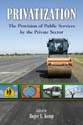 PRIVATIZATION
The Provision of Public Services
by the Private Sector
edited by
Roger L. Kemp